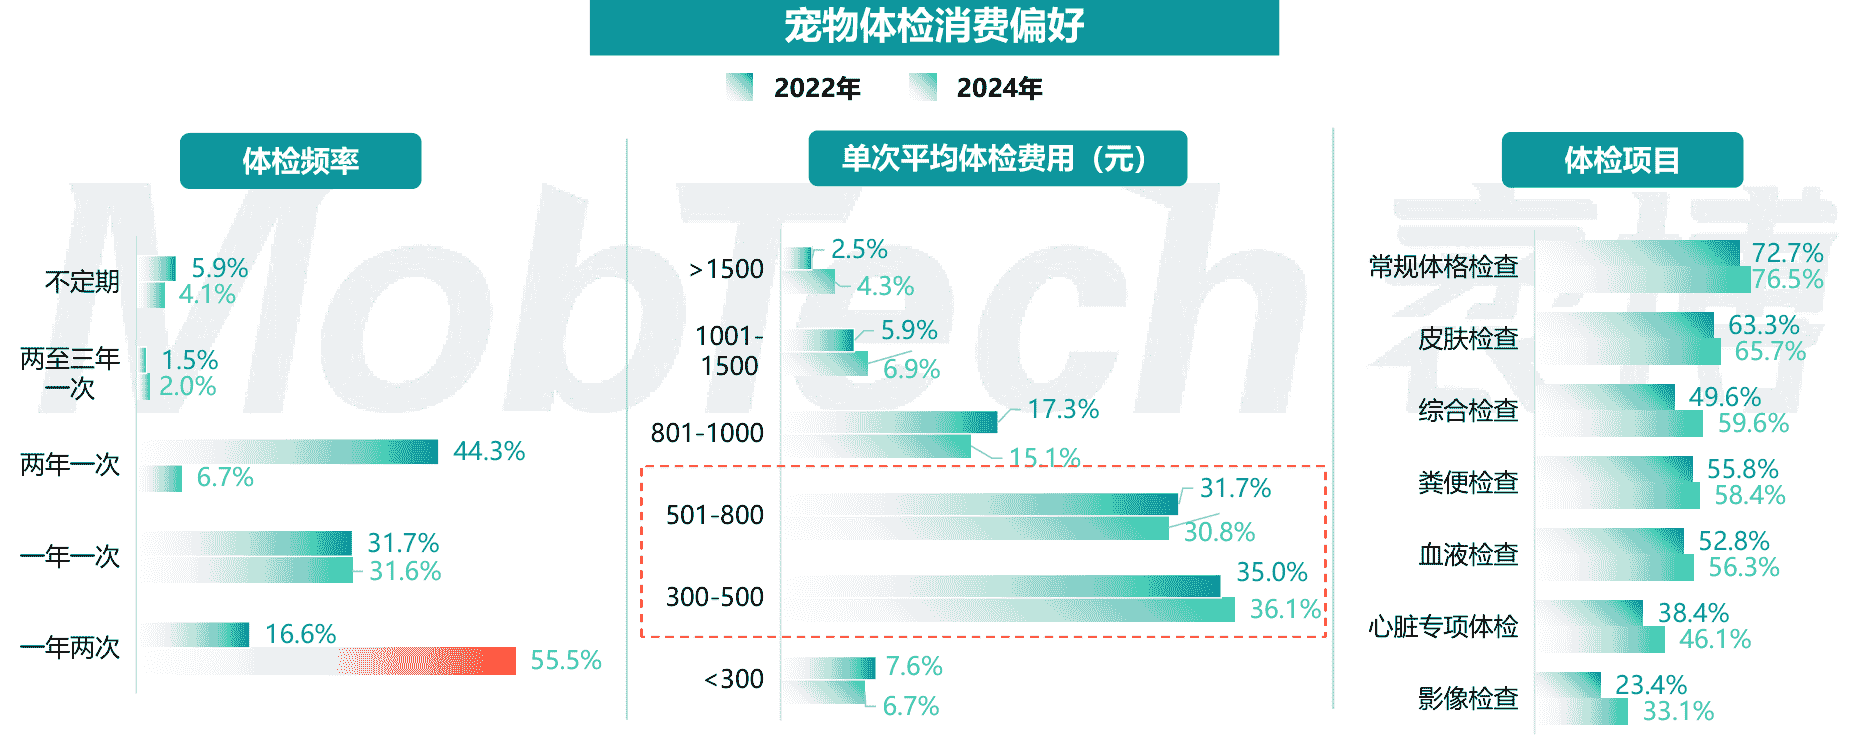 宠物体检消费偏好
2022年
2024年
体检频率
不定期
5.9%
4.1%
两至三年
一次
1.5%
2.0%
两年一次
44.3%
6.7%
一年一次
31.7%
31.6%
一年两次
16.6%
55.5%
单次平均体检费用（元）
>1500
2.5%
4.3%
1001-
1500
5.9%
6.9%
801-1000
17.3%
15.1%
501-800
31.7%
30.8%
300-500
35.0%
36.1%
<300
7.6%
6.7%
体检项目
常规体格检查
72.7%
76.5%
皮肤检查
63.3%
65.7%
综合检查
49.6%
59.6%
粪便检查
55.8%
58.4%
血液检查
52.8%
56.3%
心脏专项体检
38.4%
46.1%
影像检查
23.4%
33.1%
MobTech 袤博